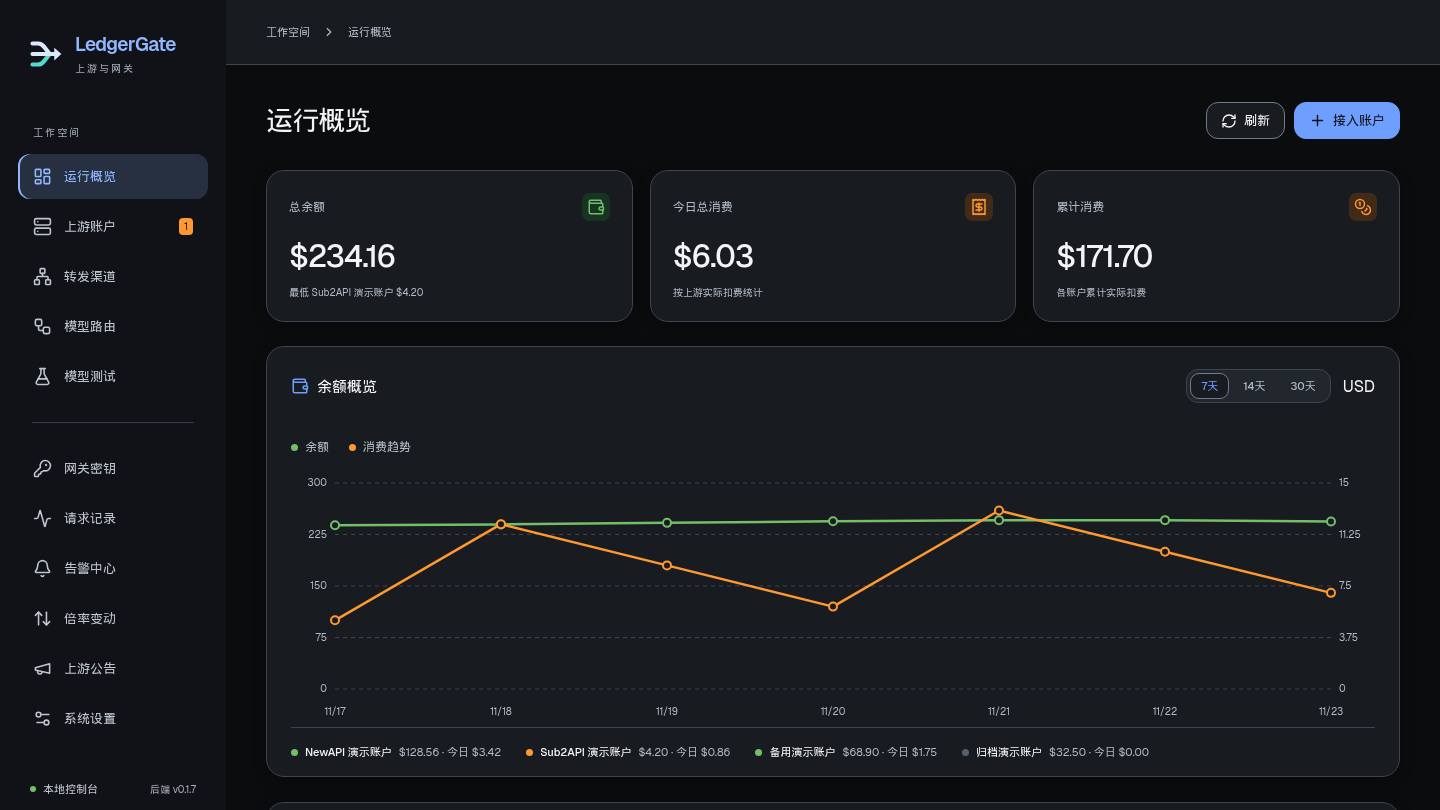 LedgerGate
上游与网关
工作空间
运行概览
上游账户 1
转发渠道
模型路由
模型测试
网关密钥
请求记录
告警中心
倍率变动
上游公告
系统设置
本地控制台 后端 v0.1.7
工作空间 运行概览
运行概览
刷新 接入账户
总余额
$234.16
最低 Sub2API 演示账户 $4.20
今日总消费
$6.03
按上游实际扣费统计
累计消费
$171.70
各账户累计实际扣费
余额概览
7天 14天 30天 USD
余额 消费趋势
300 15
225 11.25
150 7.5
75 3.75
0 0
11/17 11/18 11/19 11/20 11/21 11/22 11/23
NewAPI 演示账户 $128.56 · 今日 $3.42 Sub2API 演示账户 $4.20 · 今日 $0.86 备用演示账户 $68.90 · 今日 $1.75 归档演示账户 $32.50 · 今日 $0.00